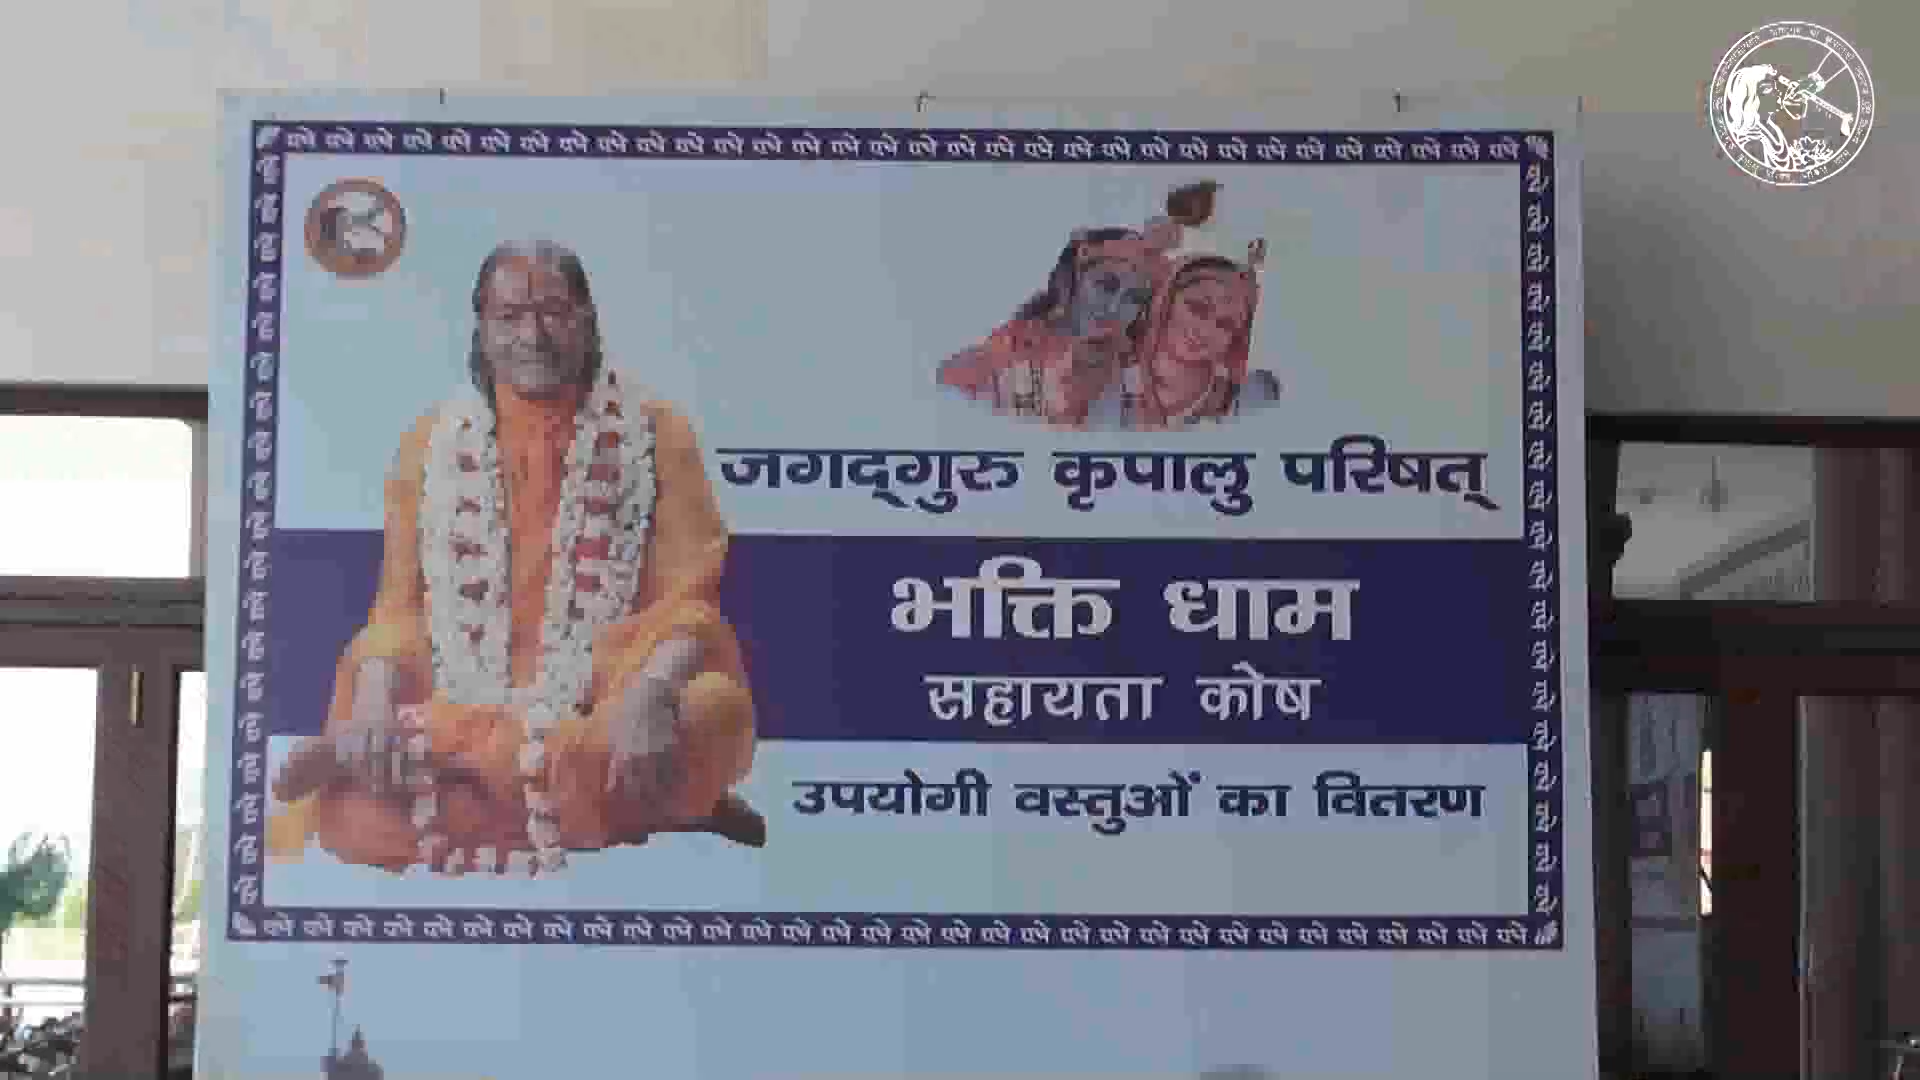 जगद्‌गुरु कृपालु परिषत्
भक्ति धाम
सहायता कोष
उपयोगी वस्तुओं का वितरण